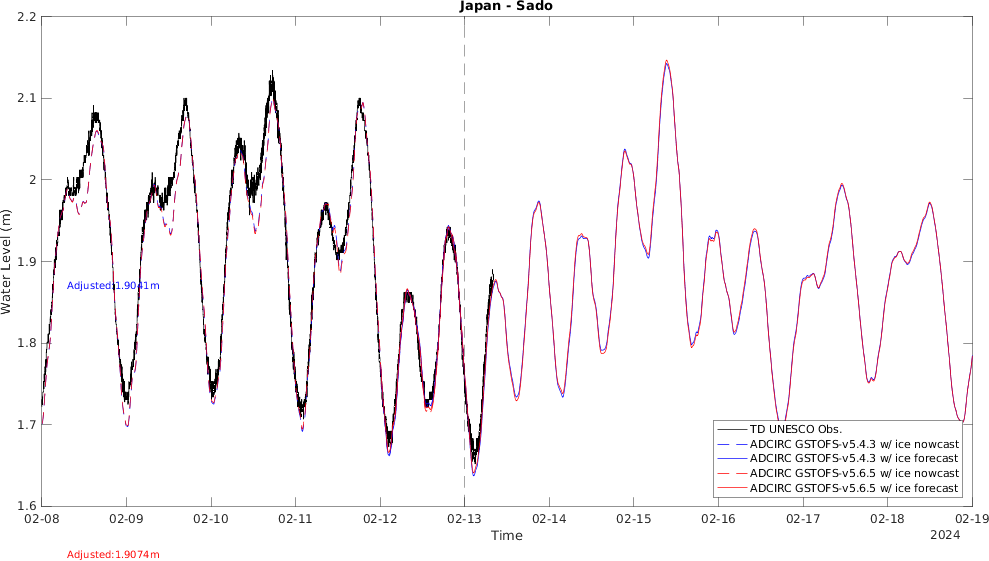 Japan - Sado
2.2
2.1
2
1.9
1.8
1.7
1.6
Water Level (m)
Adjusted:1.9041m
TD UNESCO Obs.
ADCIRC GSTOFS-v5.4.3 w/ ice nowcast
ADCIRC GSTOFS-v5.4.3 w/ ice forecast
ADCIRC GSTOFS-v5.6.5 w/ ice nowcast
ADCIRC GSTOFS-v5.6.5 w/ ice forecast
02-08 02-09 02-10 02-11 02-12 02-13 02-14 02-15 02-16 02-17 02-18 02-19
Time
2024
Adjusted:1.9074m